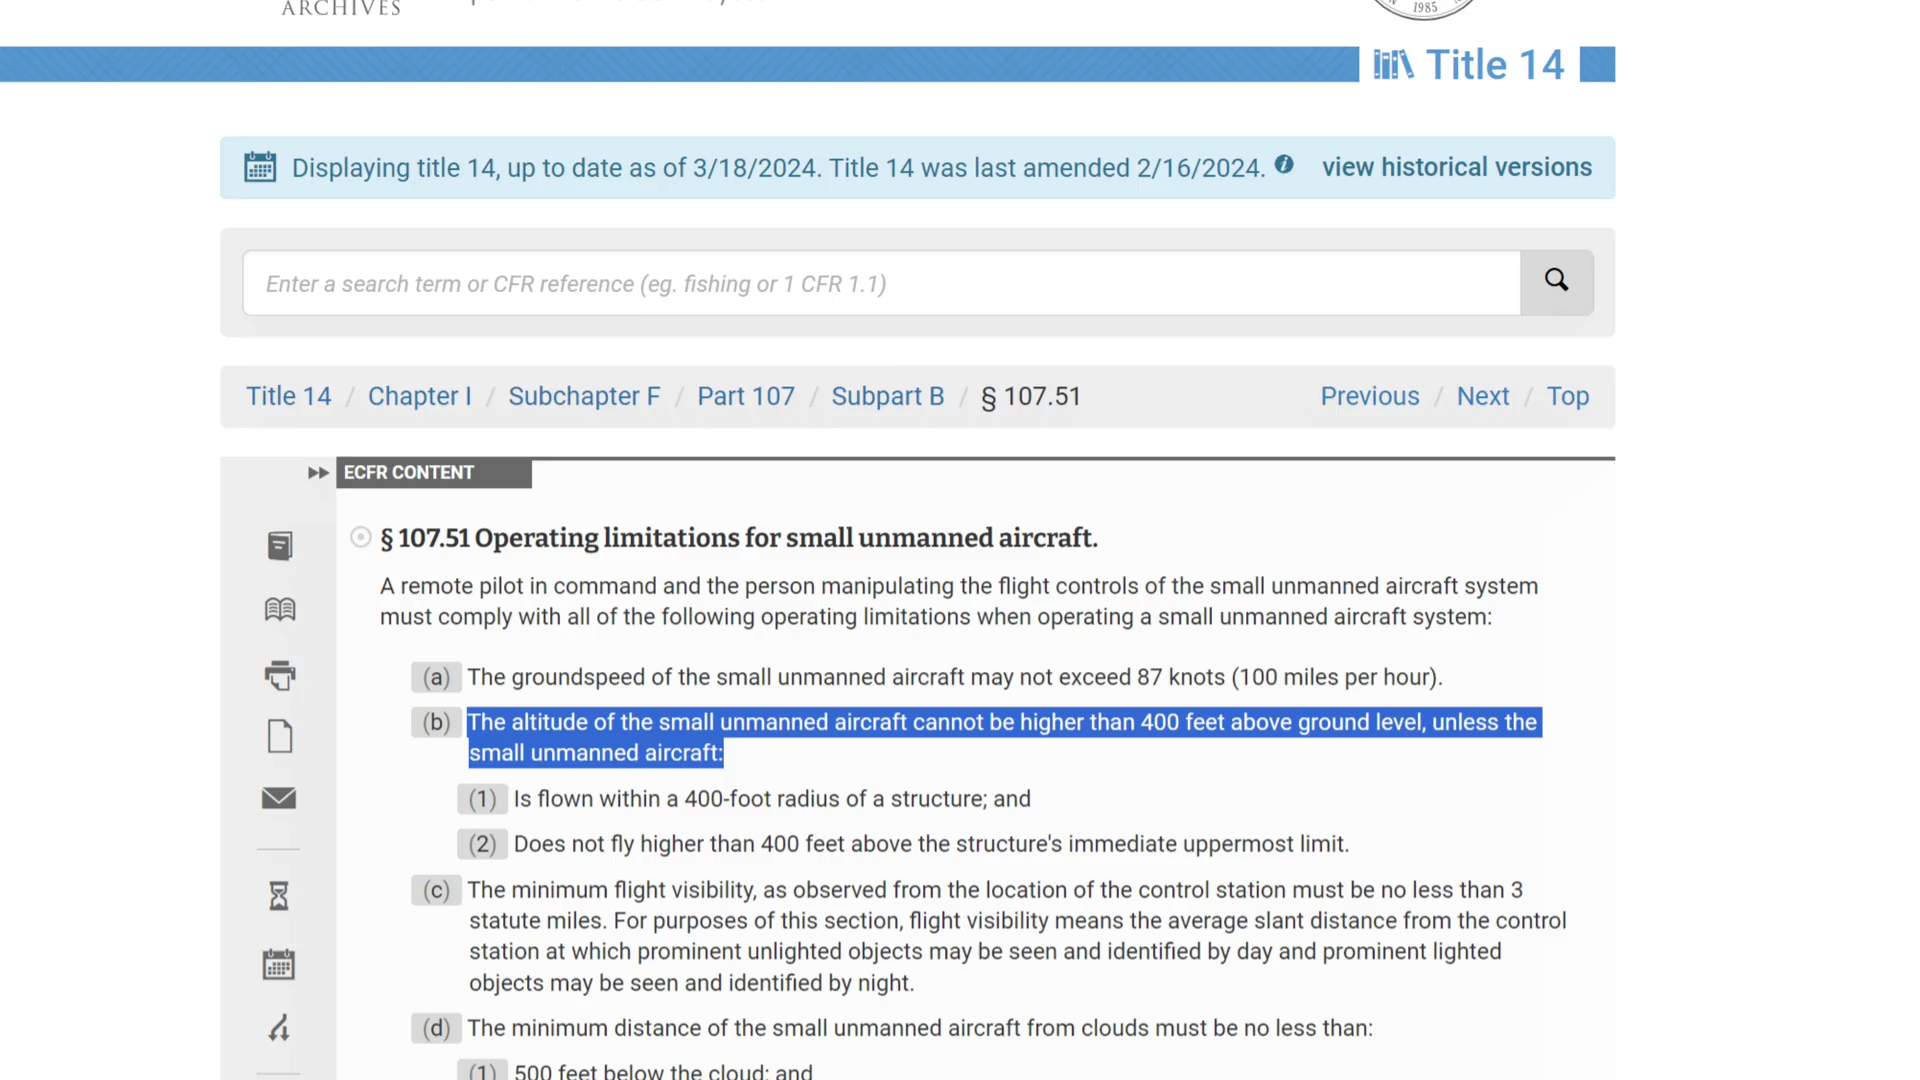 ARCHIVES
1985
Title 14
Displaying title 14, up to date as of 3/18/2024. Title 14 was last amended 2/16/2024. view historical versions
Enter a search term or CFR reference (eg. fishing or 1 CFR 1.1)
Title 14 / Chapter I / Subchapter F / Part 107 / Subpart B / § 107.51 Previous / Next / Top
ECFR CONTENT
§ 107.51 Operating limitations for small unmanned aircraft.
A remote pilot in command and the person manipulating the flight controls of the small unmanned aircraft system
must comply with all of the following operating limitations when operating a small unmanned aircraft system:
(a) The groundspeed of the small unmanned aircraft may not exceed 87 knots (100 miles per hour).
(b) The altitude of the small unmanned aircraft cannot be higher than 400 feet above ground level, unless the
small unmanned aircraft:
(1) Is flown within a 400-foot radius of a structure; and
(2) Does not fly higher than 400 feet above the structure's immediate uppermost limit.
(c) The minimum flight visibility, as observed from the location of the control station must be no less than 3
statute miles. For purposes of this section, flight visibility means the average slant distance from the control
station at which prominent unlighted objects may be seen and identified by day and prominent lighted
objects may be seen and identified by night.
(d) The minimum distance of the small unmanned aircraft from clouds must be no less than:
(1) 500 feet below the cloud; and